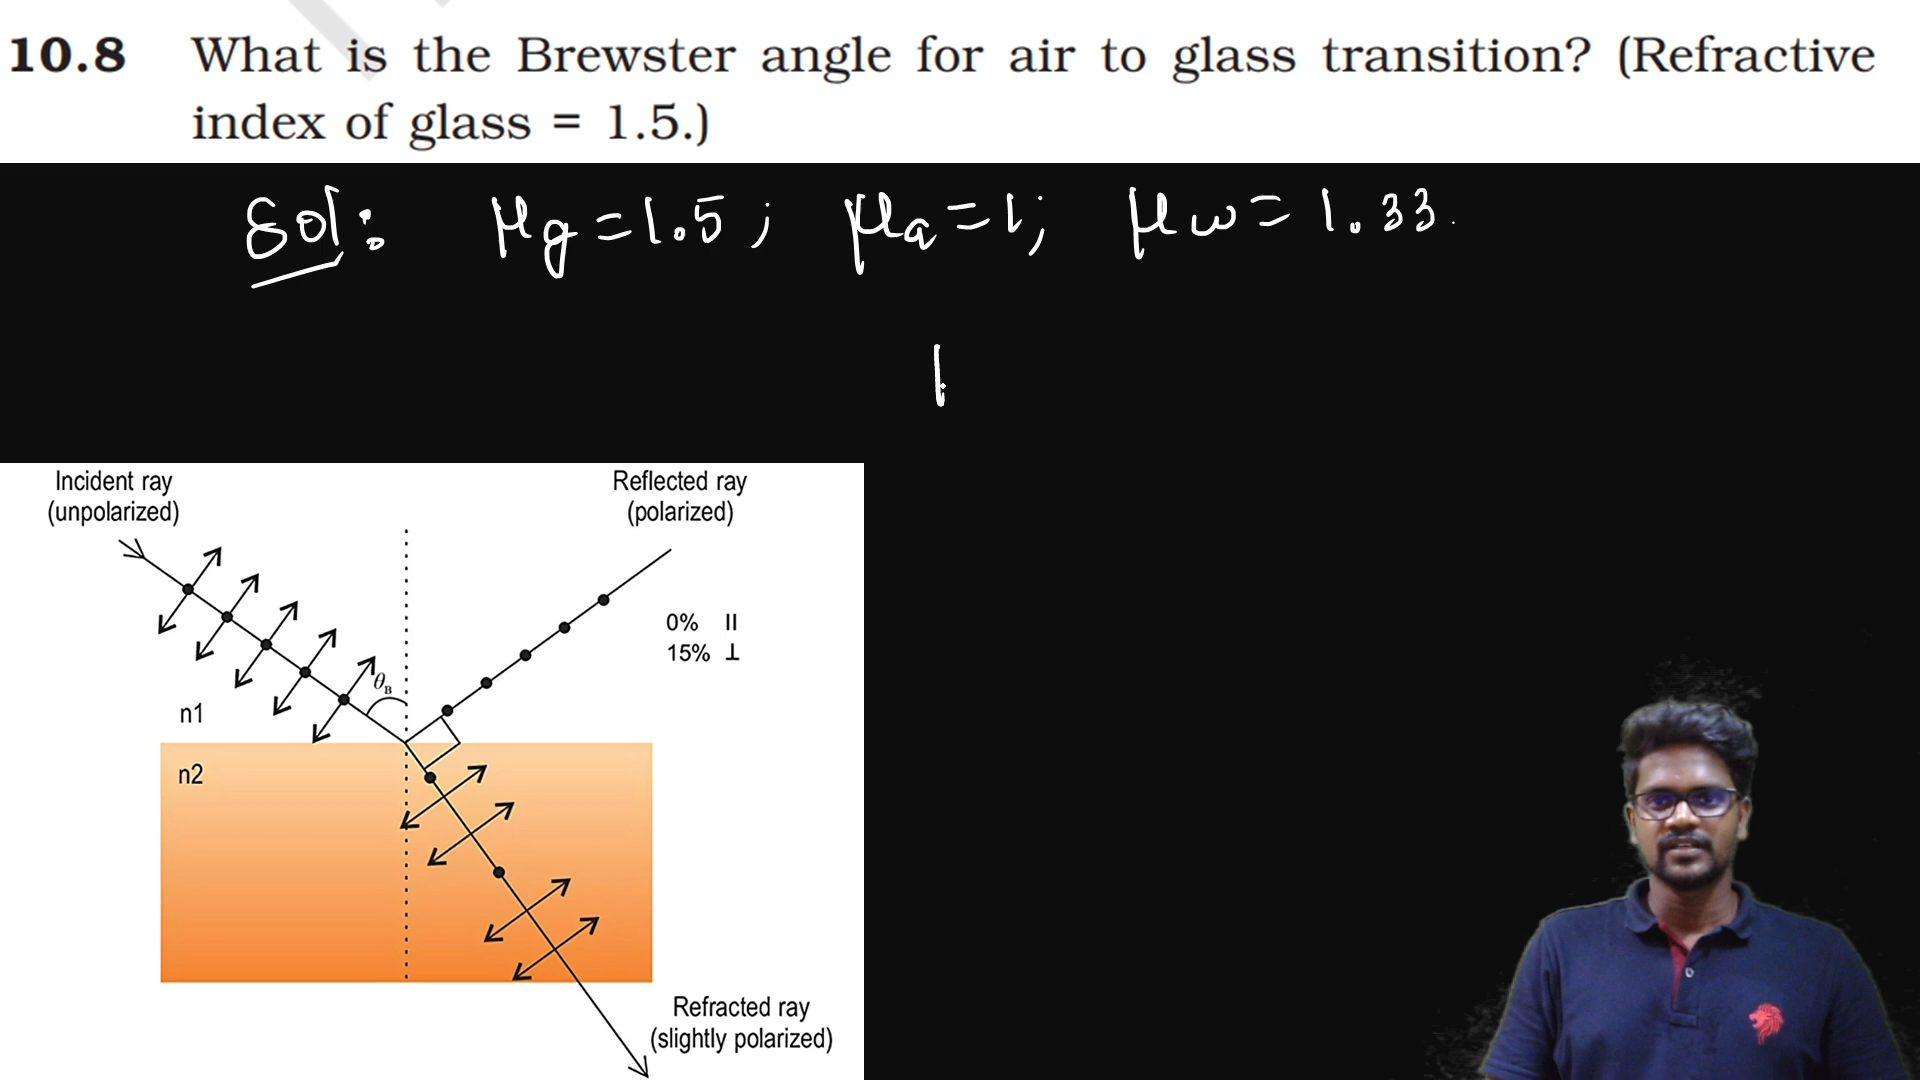 10.8 What is the Brewster angle for air to glass transition? (Refractive
index of glass = 1.5.)
Sol: μg = 1.5 ; μa = 1; μw = 1.33.
Incident ray
(unpolarized)
Reflected ray
(polarized)
0% ||
15% ⊥
θB
n1
n2
Refracted ray
(slightly polarized)